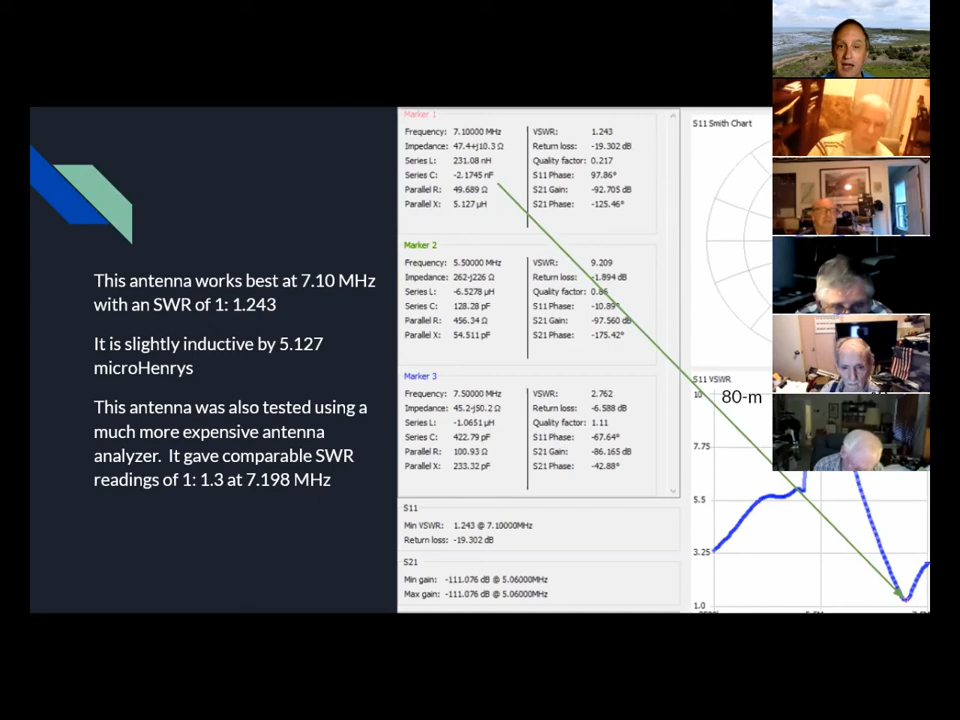 This antenna works best at 7.10 MHz
with an SWR of 1: 1.243
It is slightly inductive by 5.127
microHenrys
This antenna was also tested using a
much more expensive antenna
analyzer. It gave comparable SWR
readings of 1: 1.3 at 7.198 MHz
Marker 1
Frequency: 7.10000 MHz VSWR: 1.243
Impedance: 47.4+j10.3 Ω Return loss: -19.302 dB
Series L: 231.08 nH Quality factor: 0.217
Series C: -2.1745 nF S11 Phase: 97.86°
Parallel R: 49.689 Ω S21 Gain: -92.705 dB
Parallel X: 5.127 μH S21 Phase: -125.46°
Marker 2
Frequency: 5.50000 MHz VSWR: 9.209
Impedance: 262-j226 Ω Return loss: -1.894 dB
Series L: -6.5278 μH Quality factor: 0.86
Series C: 128.28 pF S11 Phase: -10.89°
Parallel R: 456.34 Ω S21 Gain: -97.560 dB
Parallel X: 54.511 pF S21 Phase: -175.42°
Marker 3
Frequency: 7.50000 MHz VSWR: 2.762
Impedance: 45.2-j50.2 Ω Return loss: -6.588 dB
Series L: -1.0651 μH Quality factor: 1.11
Series C: 422.79 pF S11 Phase: -67.64°
Parallel R: 100.93 Ω S21 Gain: -86.165 dB
Parallel X: 233.32 pF S21 Phase: -42.88°
S11
Min VSWR: 1.243 @ 7.10000MHz
Return loss: -19.302 dB
S21
Min gain: -111.076 dB @ 5.06000MHz
Max gain: -111.076 dB @ 5.06000MHz
S11 Smith Chart
S11 VSWR
10
80-m
7.75
5.5
3.25
1.0